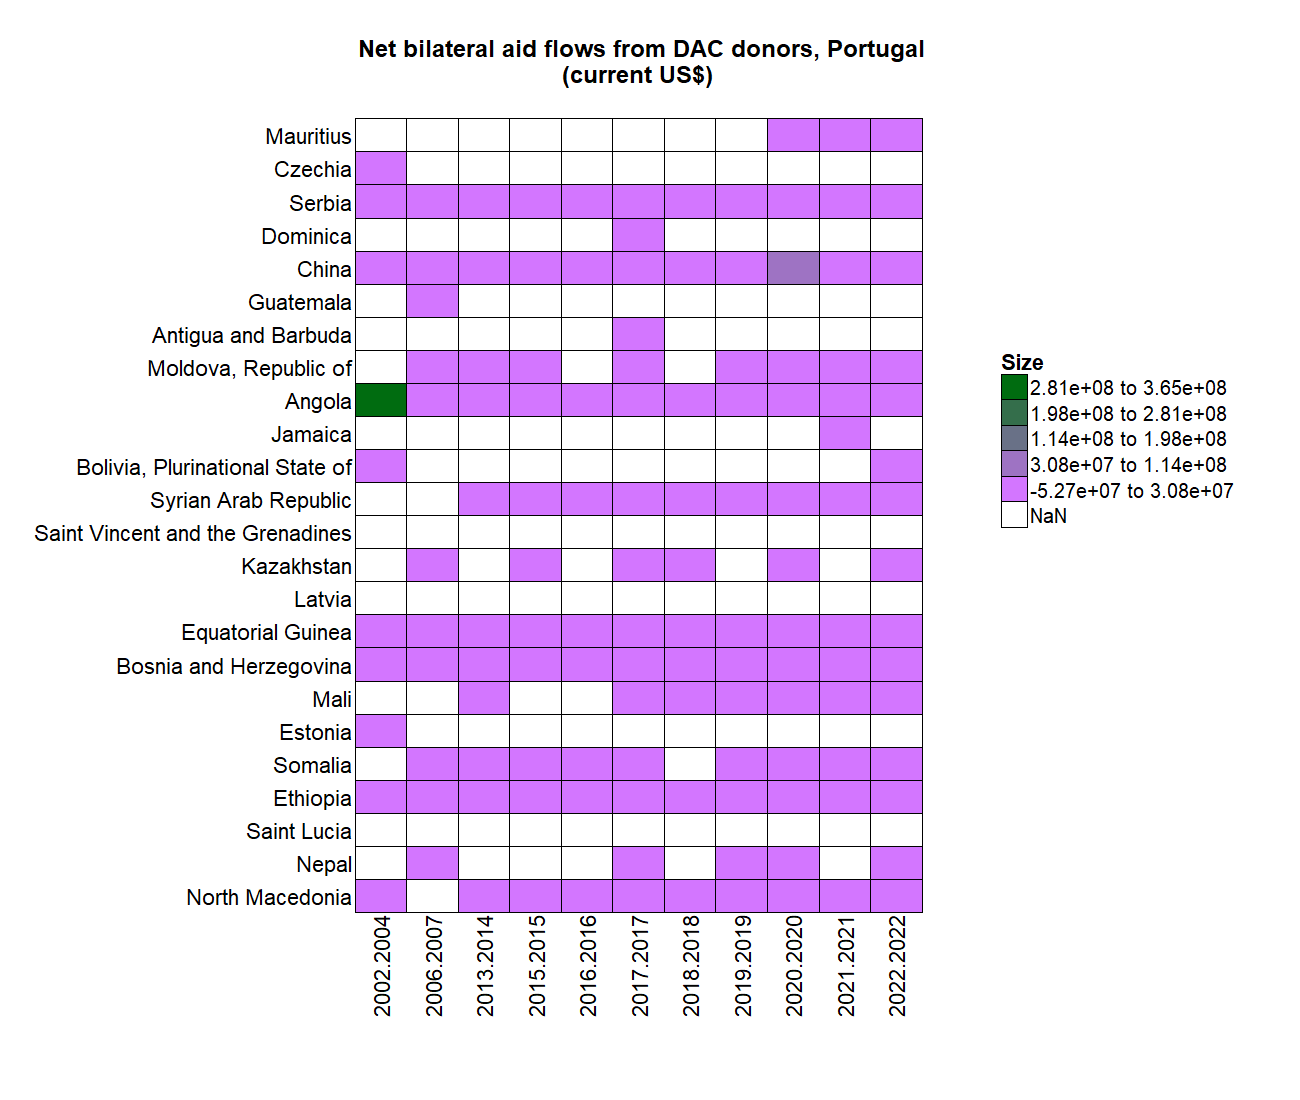 Net bilateral aid flows from DAC donors, Portugal
(current US$)
Mauritius
Czechia
Serbia
Dominica
China
Guatemala
Antigua and Barbuda
Moldova, Republic of
Angola
Jamaica
Bolivia, Plurinational State of
Syrian Arab Republic
Saint Vincent and the Grenadines
Kazakhstan
Latvia
Equatorial Guinea
Bosnia and Herzegovina
Mali
Estonia
Somalia
Ethiopia
Saint Lucia
Nepal
North Macedonia
2002.2004
2006.2007
2013.2014
2015.2015
2016.2016
2017.2017
2018.2018
2019.2019
2020.2020
2021.2021
2022.2022
Size
2.81e+08 to 3.65e+08
1.98e+08 to 2.81e+08
1.14e+08 to 1.98e+08
3.08e+07 to 1.14e+08
-5.27e+07 to 3.08e+07
NaN